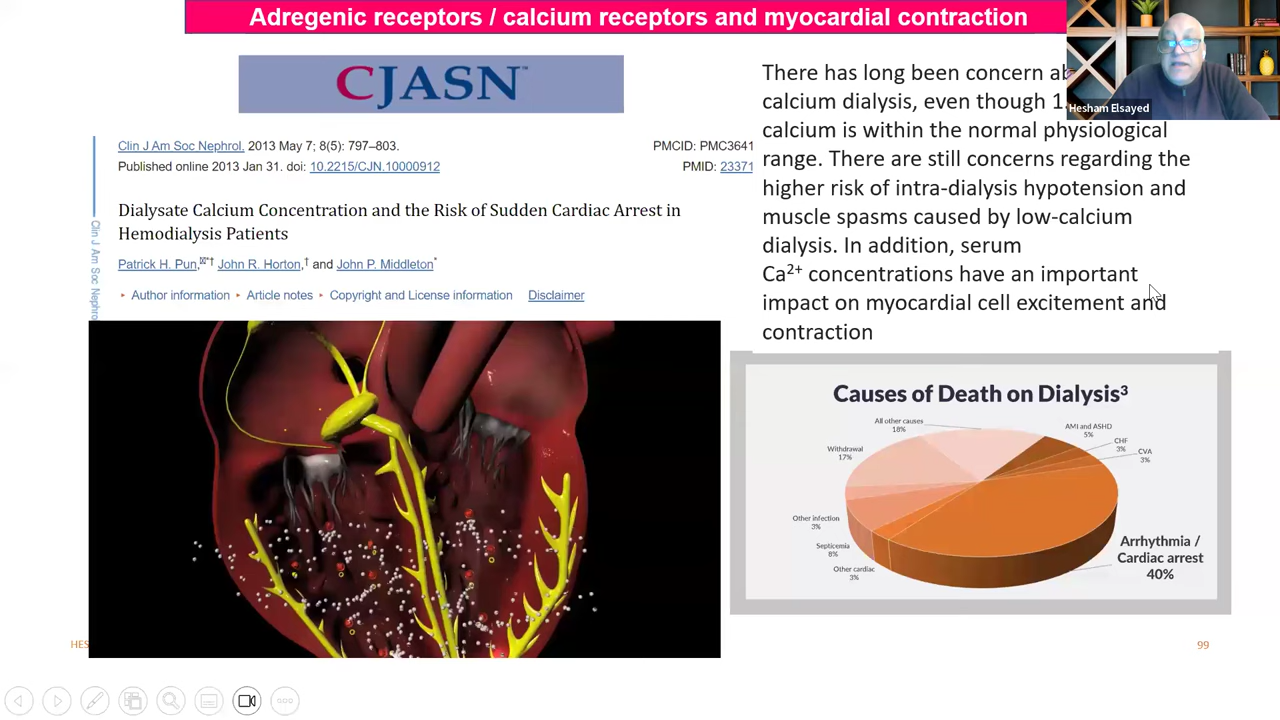 Adregenic receptors / calcium receptors and myocardial contraction
CJASN™
Clin J Am Soc Nephrol. 2013 May 7; 8(5): 797–803.
Published online 2013 Jan 31. doi: 10.2215/CJN.10000912
PMCID: PMC3641
PMID: 23371
Dialysate Calcium Concentration and the Risk of Sudden Cardiac Arrest in
Hemodialysis Patients
Patrick H. Pun,✉*† John R. Horton,† and John P. Middleton*
Author information
Article notes
Copyright and License information
Disclaimer
Clin J Am Soc Nephro
There has long been concern
calcium dialysis, even though
calcium is within the normal physiological
range. There are still concerns regarding the
higher risk of intra-dialysis hypotension and
muscle spasms caused by low-calcium
dialysis. In addition, serum
Ca²⁺ concentrations have an important
impact on myocardial cell excitement and
contraction
Hesham Elsayed
Causes of Death on Dialysis³
All other causes
18%
AMI and ASHD
5%
CHF
3%
CVA
3%
Withdrawal
17%
Other infection
3%
Septicemia
8%
Other cardiac
3%
Arrhythmia /
Cardiac arrest
40%
HES
99